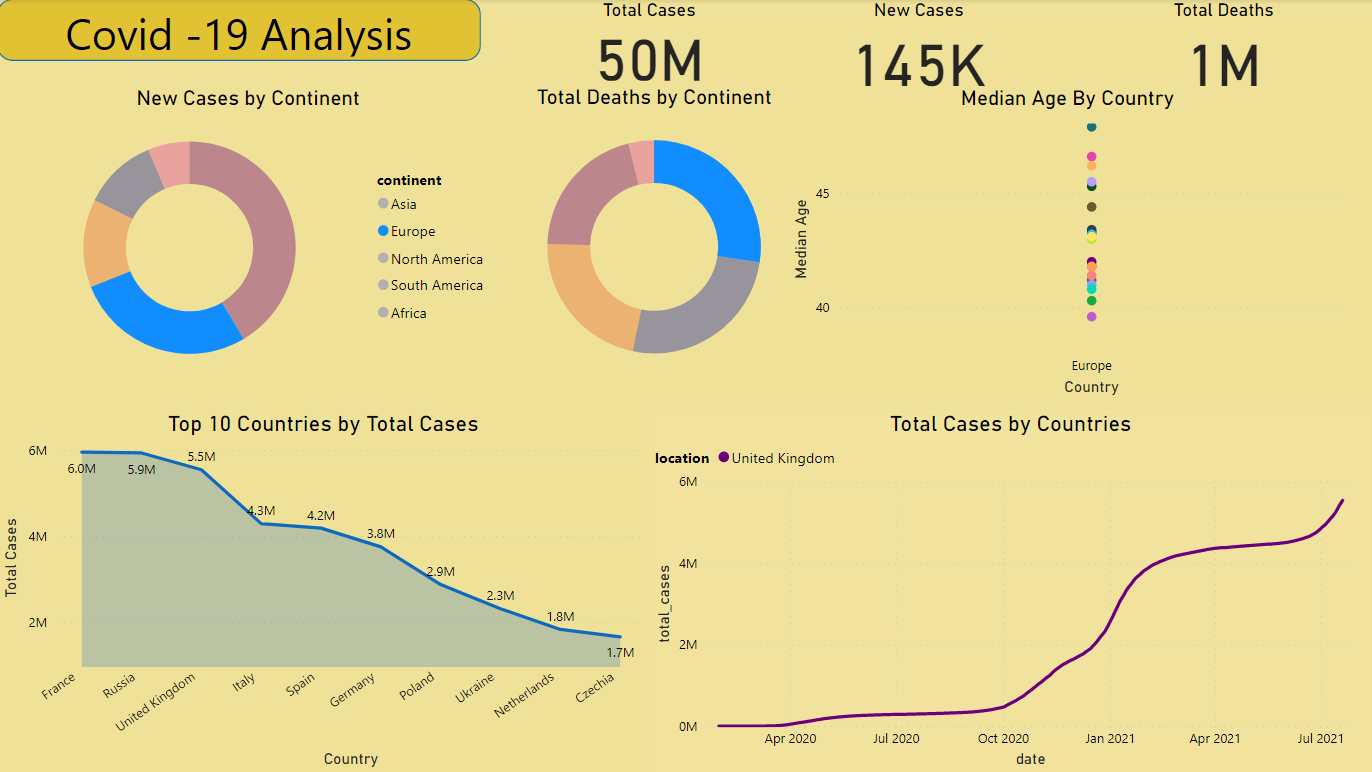 Covid -19 Analysis
Total Cases
50M
New Cases
145K
Total Deaths
1M
New Cases by Continent
continent
Asia
Europe
North America
South America
Africa
Total Deaths by Continent
Median Age By Country
Median Age
45
40
Europe
Country
Top 10 Countries by Total Cases
Total Cases
6M
4M
2M
6.0M
5.9M
5.5M
4.3M
4.2M
3.8M
2.9M
2.3M
1.8M
1.7M
France
Russia
United Kingdom
Italy
Spain
Germany
Poland
Ukraine
Netherlands
Czechia
Country
Total Cases by Countries
location United Kingdom
total_cases
6M
4M
2M
0M
Apr 2020
Jul 2020
Oct 2020
Jan 2021
Apr 2021
Jul 2021
date